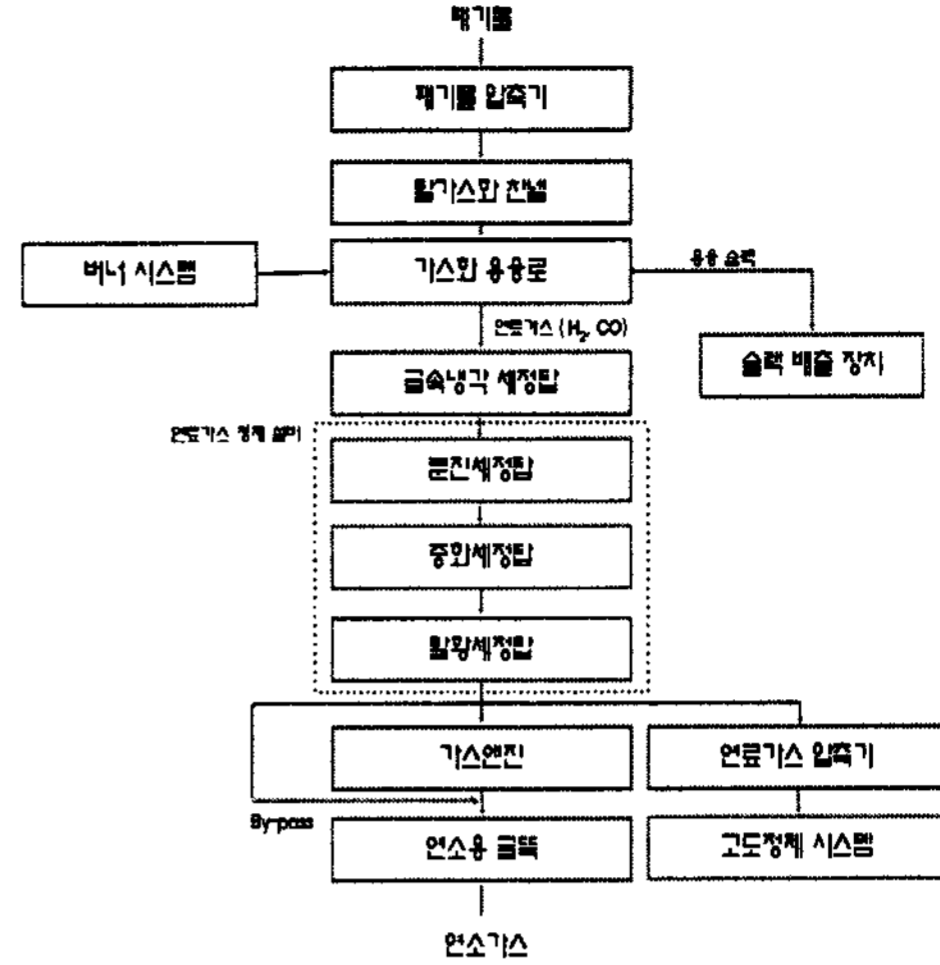 폐기물
폐기물 압축기
탈가스화 찬넬
버너 시스템
가스화 용융로
용융 슬랙
연료가스 (H₂, CO)
슬랙 배출 장치
급속냉각 세정탑
연료가스 정제 설비
분진세정탑
중화세정탑
탈황세정탑
가스엔진
연료가스 압축기
By-pass
연소용 굴뚝
고도정제 시스템
연소가스